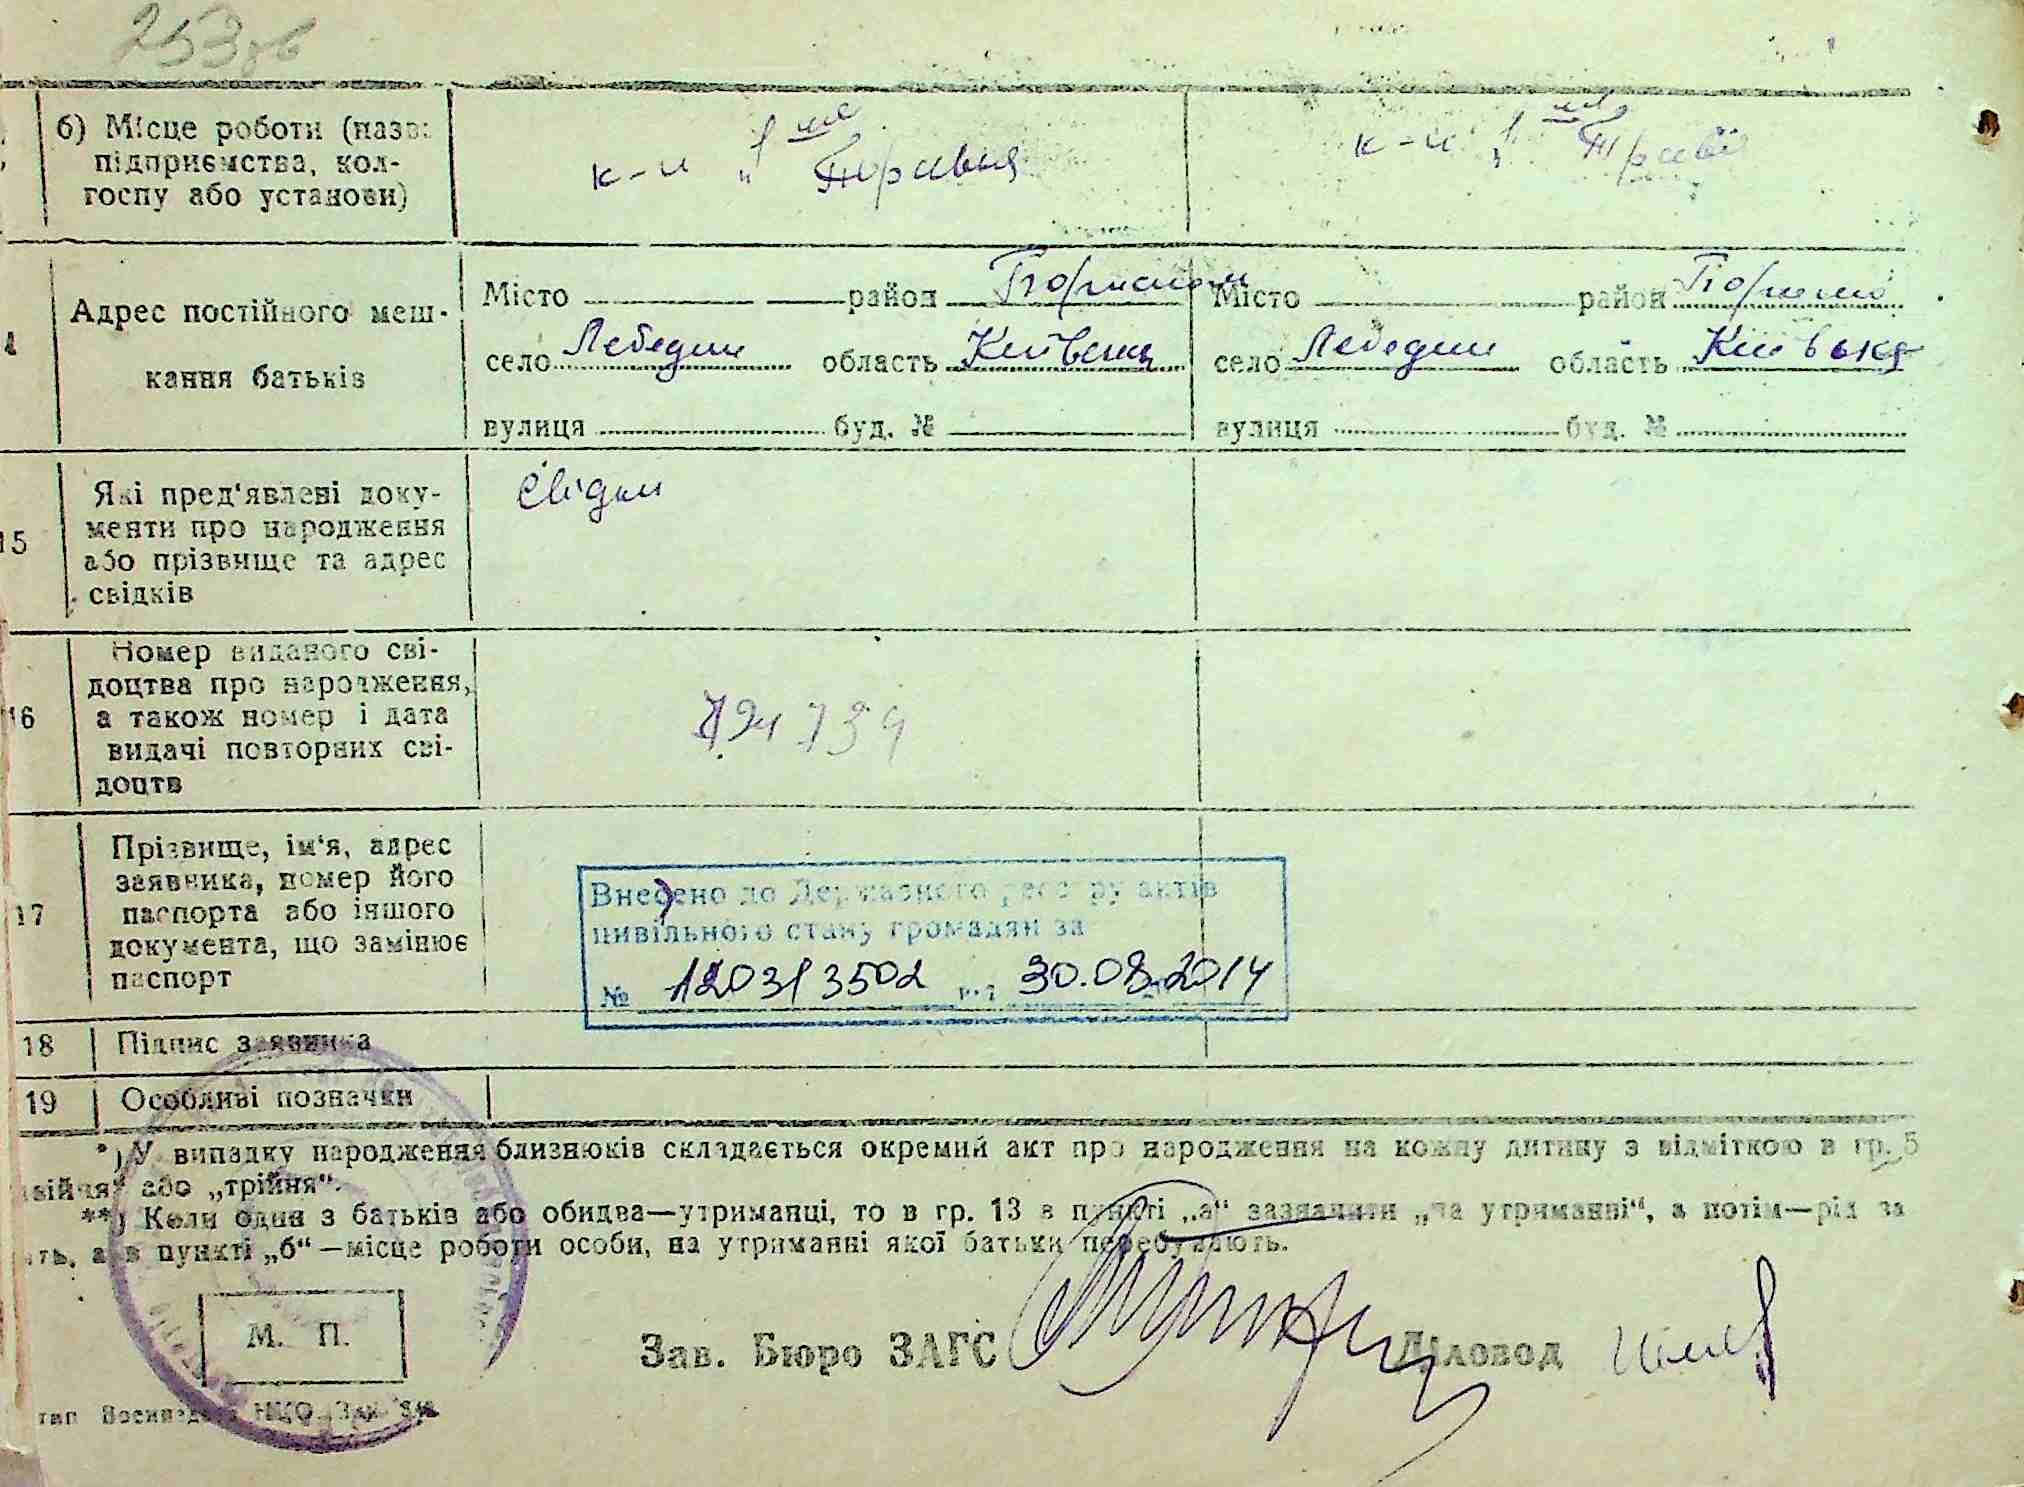 253 зв
б) Місце роботи (назва
підприємства, кол-
госпу або установи)
к-п „1 ше Травня
к-п „1 ше Травня
Адрес постійного меш-
кання батьків
Місто район
село Лебедин область Київська
вулиця буд. №
Місто район
село Лебедин область Київська
вулиця буд. №
15
Які пред'явлені доку-
менти про народження
або прізвище та адрес
свідків
Свідки
16
Номер виданого сві-
доцтва про народження,
а також номер і дата
видачі повторних сві-
доцтв
17
Прізвище, ім'я, адрес
заявника, номер його
паспорта або іншого
документа, що замінює
паспорт
Внесено до Державного реєстру актів
цивільного стану громадян за
№ 120313502 від 30.08.2014
18 Підпис заявника
19 Особливі позначки
*) У випадку народження близнюків складається окремий акт про народження на кожну дитину з відміткою в гр. 5
або „трійня“.
**) Коли один з батьків або обидва—утриманці, то в гр. 13 в пункті „а“ зазначити „на утриманні“, а потім—рід за
а в пункті „б“—місце роботи особи, на утриманні якої батьки перебувають.
М. П.
Зав. Бюро ЗАГС
Діловод